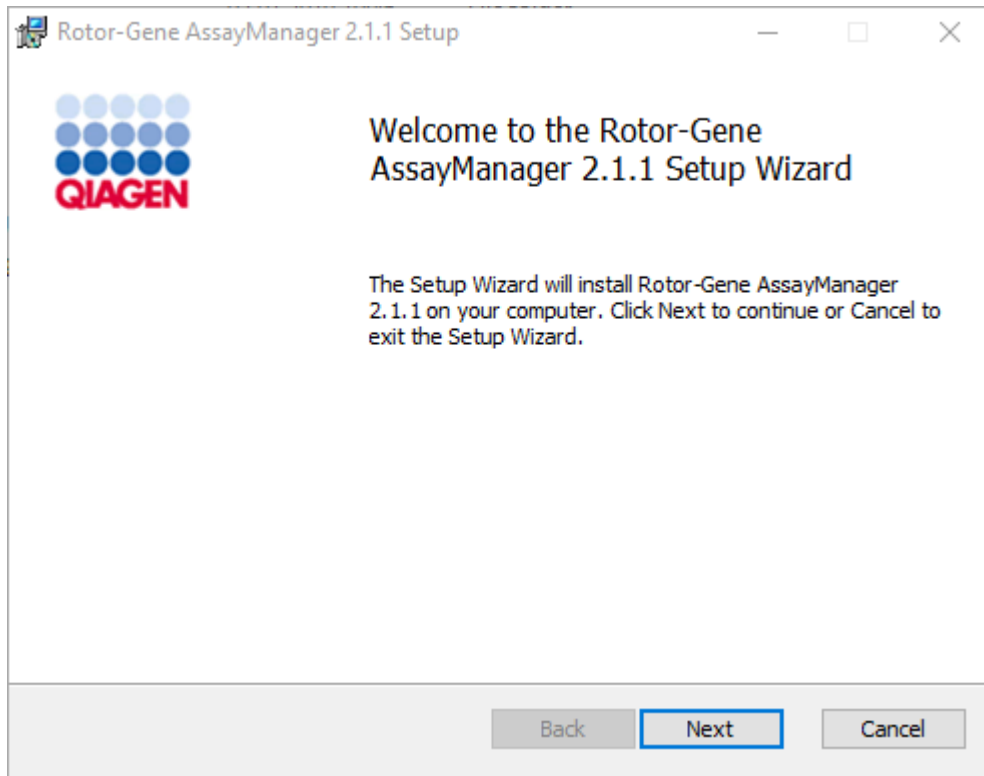 Rotor-Gene AssayManager 2.1.1 Setup
QIAGEN
Welcome to the Rotor-Gene
AssayManager 2.1.1 Setup Wizard
The Setup Wizard will install Rotor-Gene AssayManager
2.1.1 on your computer. Click Next to continue or Cancel to
exit the Setup Wizard.
Back
Next
Cancel